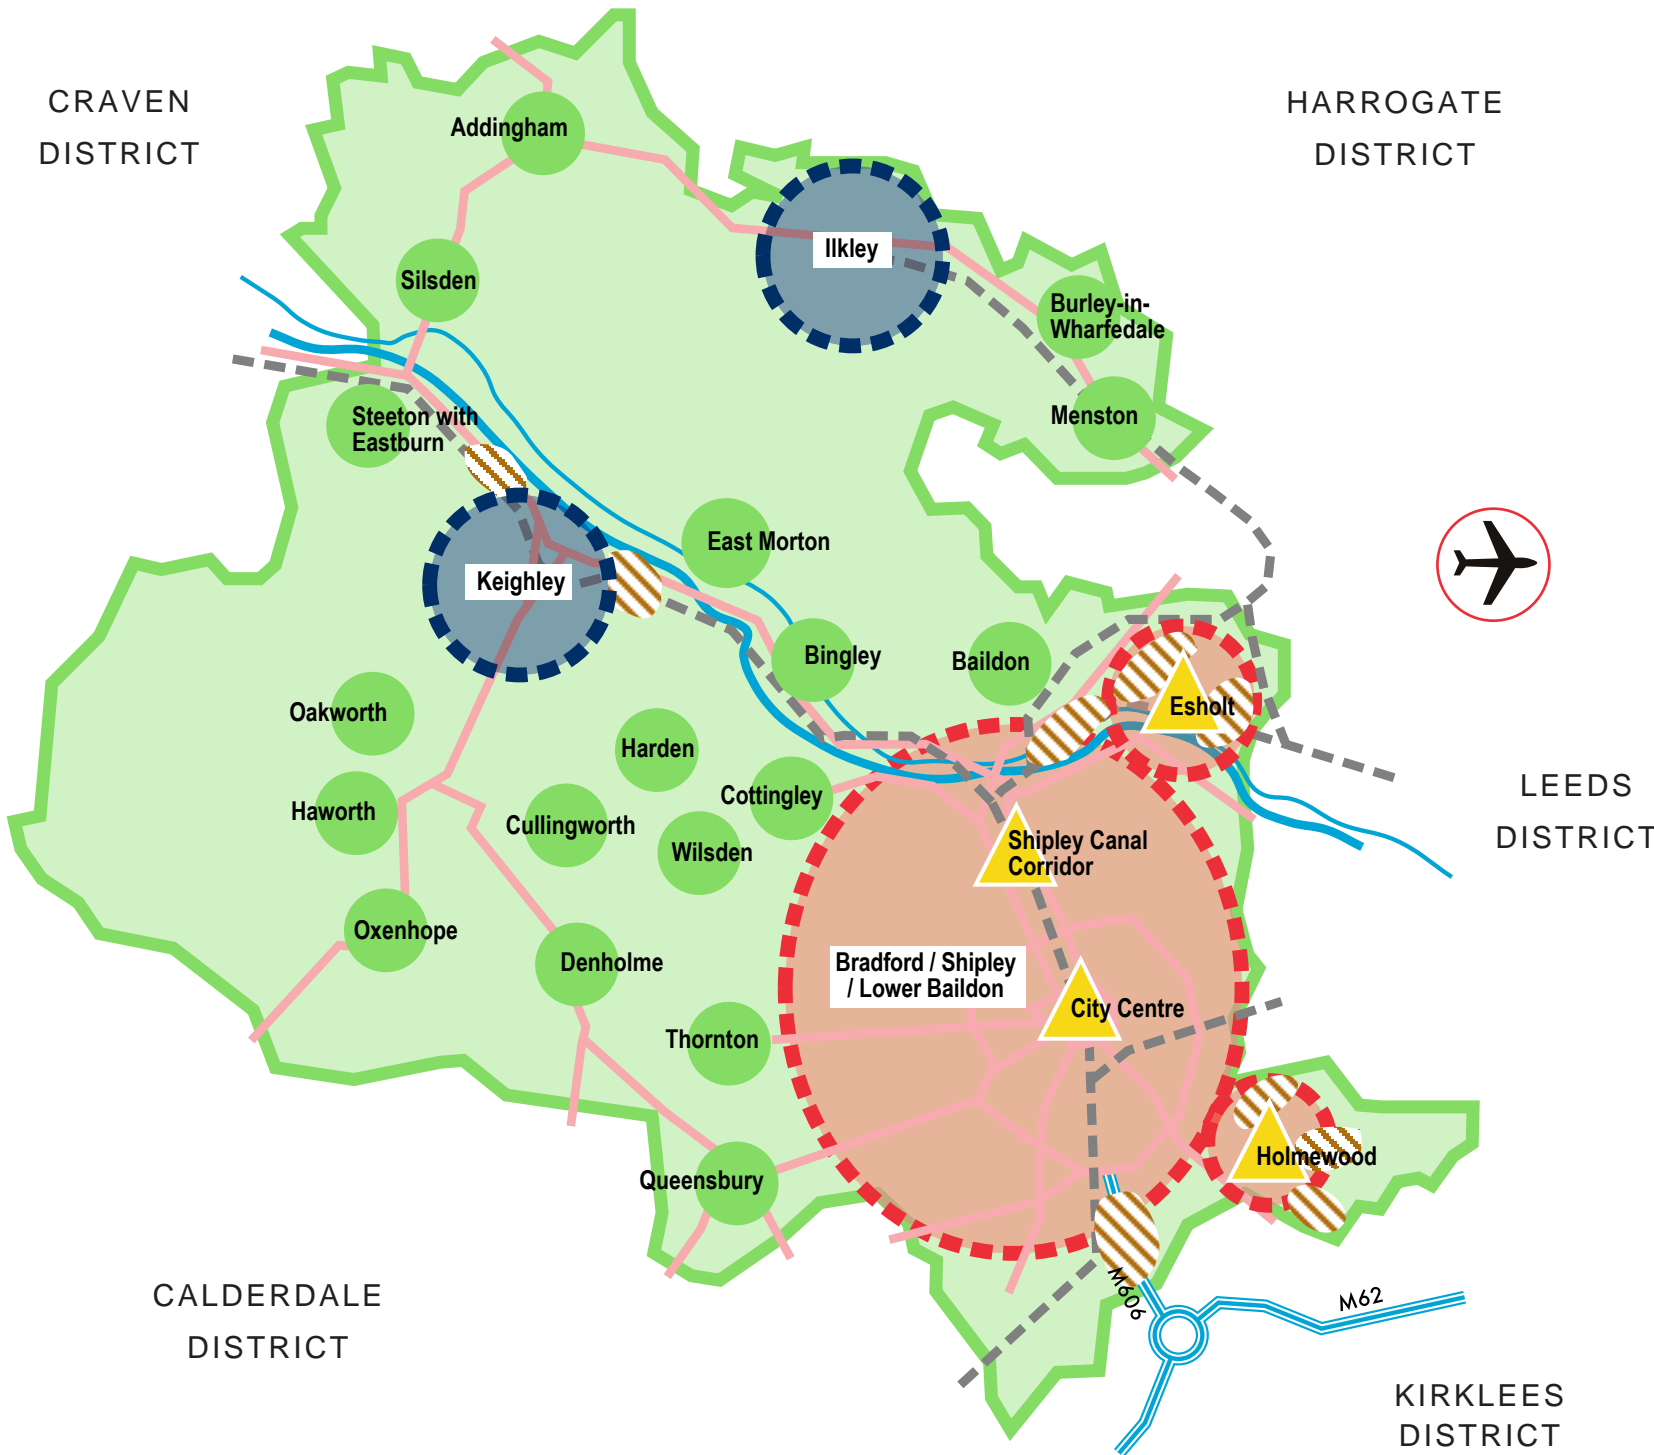 CRAVEN
DISTRICT
HARROGATE
DISTRICT
Addingham
Ilkley
Silsden
Burley-in-
Wharfedale
Steeton with
Eastburn
Menston
East Morton
Keighley
Bingley
Baildon
Oakworth
Esholt
Harden
Haworth
Cottingley
Cullingworth
Wilsden
LEEDS
DISTRICT
Shipley Canal
Corridor
Oxenhope
Denholme
Bradford / Shipley
/ Lower Baildon
City Centre
Thornton
Holmewood
Queensbury
CALDERDALE
DISTRICT
M606
M62
KIRKLEES
DISTRICT